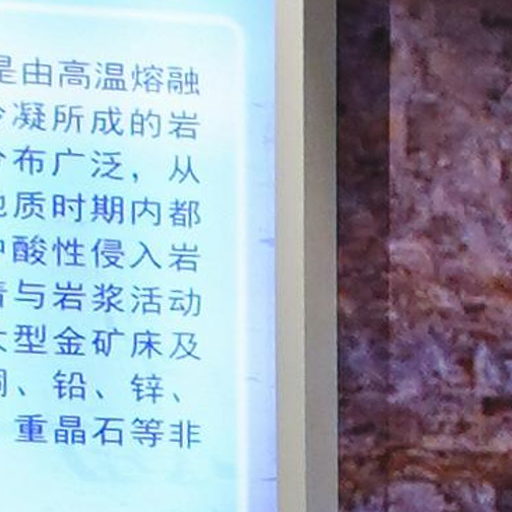 是由高温熔融
冷凝所成的岩
分布广泛，从
地质时期内都
中酸性侵入岩
着与岩浆活动
大型金矿床及
铜、铅、锌、
重晶石等非